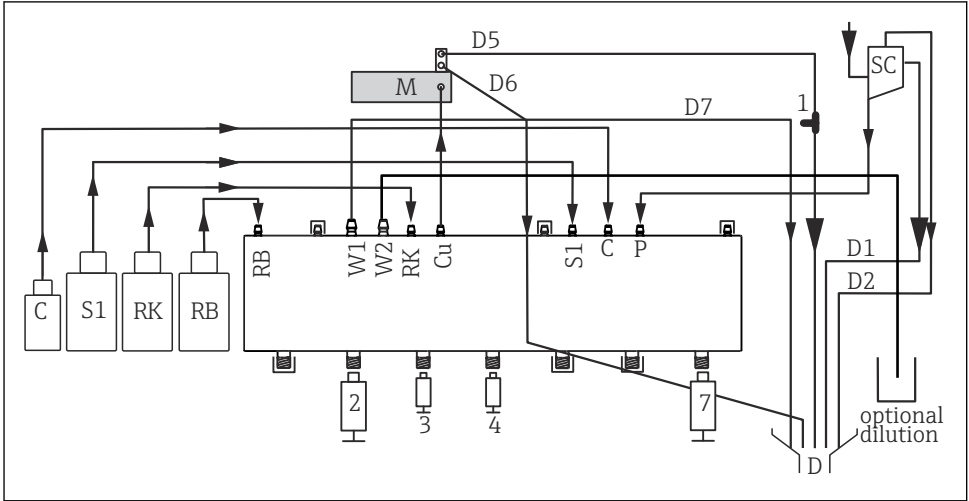 D5
SC
M
D6
1
D7
RB
W1
W2
RK
Cu
S1
C
P
D1
D2
C
S1
RK
RB
2
3
4
7
optional
dilution
D